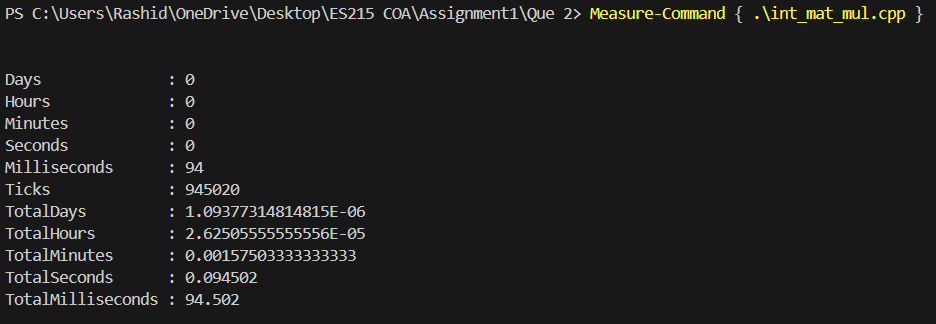 PS C:\Users\Rashid\OneDrive\Desktop\ES215 COA\Assignment1\Que 2> Measure-Command { .\int_mat_mul.cpp }
Days              : 0
Hours             : 0
Minutes           : 0
Seconds           : 0
Milliseconds      : 94
Ticks             : 945020
TotalDays         : 1.09377314814815E-06
TotalHours        : 2.62505555555556E-05
TotalMinutes      : 0.00157503333333333
TotalSeconds      : 0.094502
TotalMilliseconds : 94.502